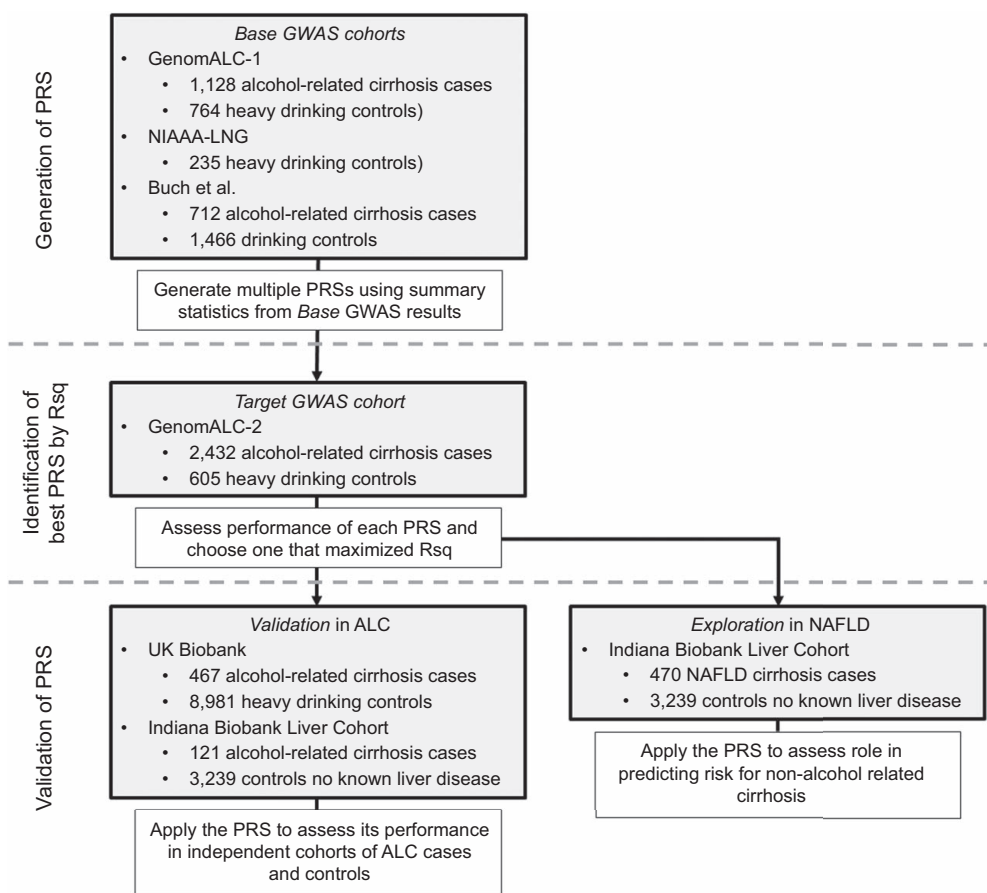 Generation of PRS
Base GWAS cohorts
• GenomALC-1
• 1,128 alcohol-related cirrhosis cases
• 764 heavy drinking controls)
• NIAAA-LNG
• 235 heavy drinking controls)
• Buch et al.
• 712 alcohol-related cirrhosis cases
• 1,466 drinking controls
Generate multiple PRSs using summary
statistics from Base GWAS results
Identification of
best PRS by Rsq
Target GWAS cohort
• GenomALC-2
• 2,432 alcohol-related cirrhosis cases
• 605 heavy drinking controls
Assess performance of each PRS and
choose one that maximized Rsq
Validation of PRS
Validation in ALC
• UK Biobank
• 467 alcohol-related cirrhosis cases
• 8,981 heavy drinking controls
• Indiana Biobank Liver Cohort
• 121 alcohol-related cirrhosis cases
• 3,239 controls no known liver disease
Apply the PRS to assess its performance
in independent cohorts of ALC cases
and controls
Exploration in NAFLD
• Indiana Biobank Liver Cohort
• 470 NAFLD cirrhosis cases
• 3,239 controls no known liver disease
Apply the PRS to assess role in
predicting risk for non-alcohol related
cirrhosis